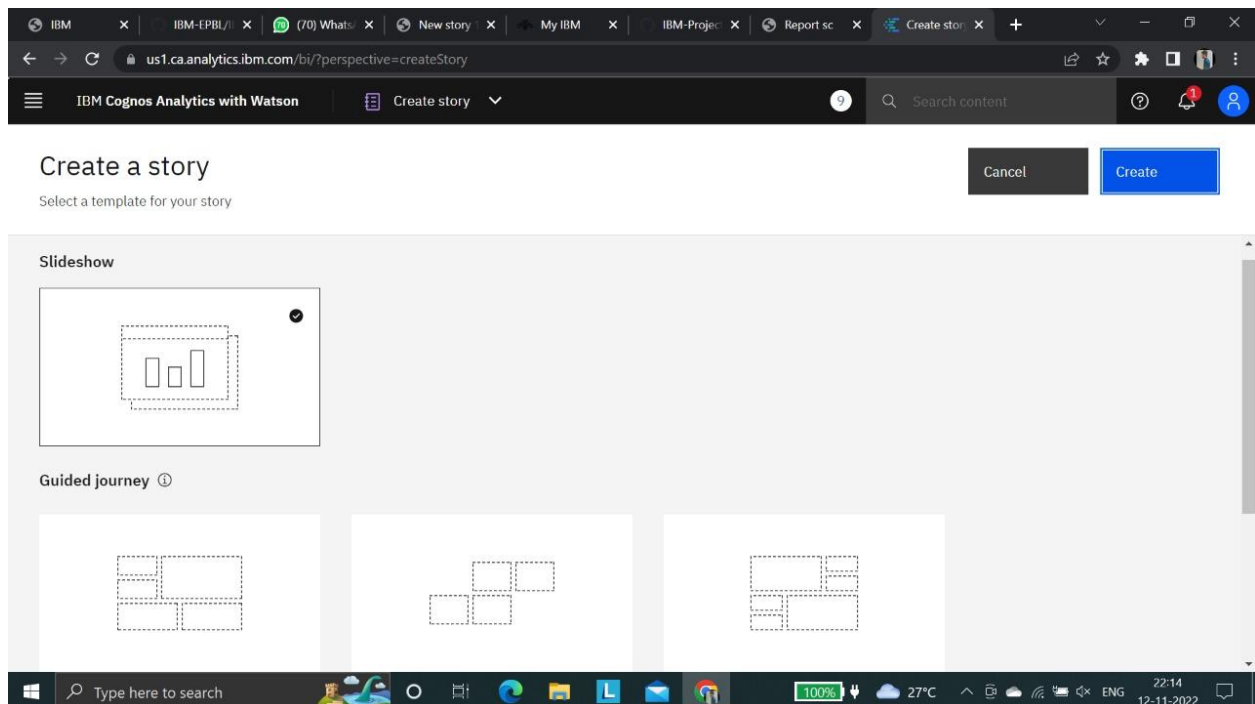 IBM
IBM-EPBL/I
(70) Whats
New story
My IBM
IBM-Projec
Report sc
Create stor
us1.ca.analytics.ibm.com/bi/?perspective=createStory
IBM Cognos Analytics with Watson
Create story
9
Search content
1
Create a story
Select a template for your story
Cancel
Create
Slideshow
Guided journey
Type here to search
L
100%
27°C
ENG
22:14
12-11-2022